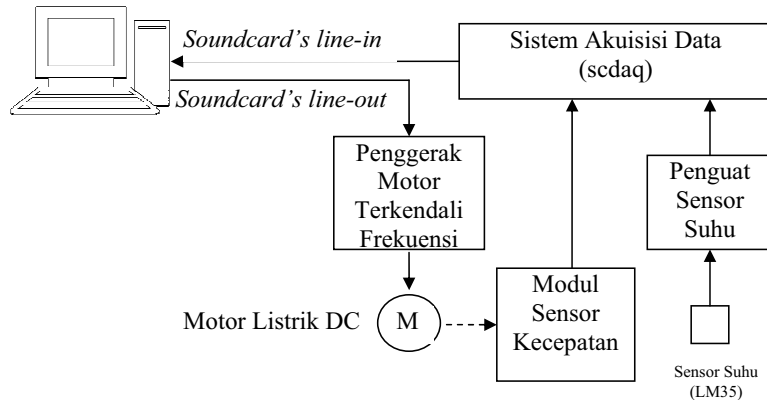 Soundcard's line-in
Sistem Akuisisi Data
(scdaq)
Soundcard's line-out
Penggerak
Motor
Terkendali
Frekuensi
Penguat
Sensor
Suhu
Motor Listrik DC
M
Modul
Sensor
Kecepatan
Sensor Suhu
(LM35)